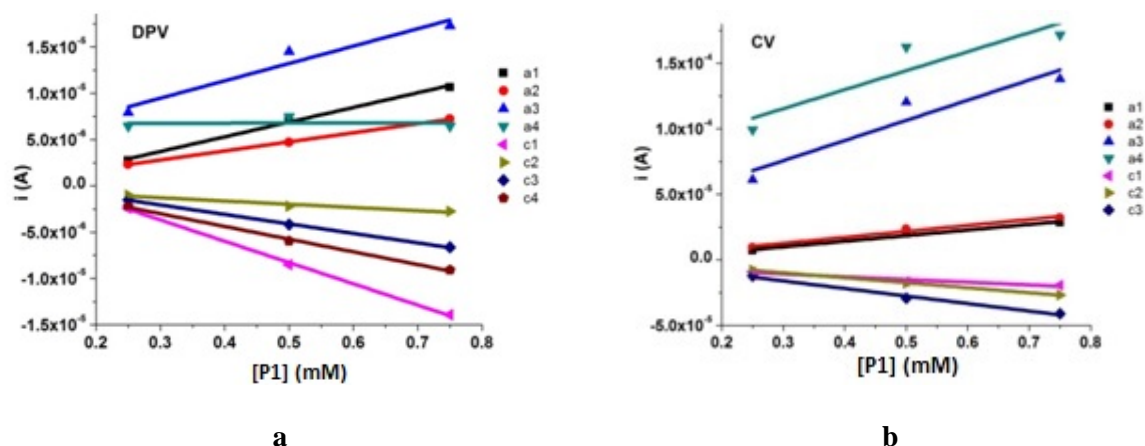 DPV
1.5x10⁻⁵
1.0x10⁻⁵
5.0x10⁻⁶
0.0
-5.0x10⁻⁶
-1.0x10⁻⁵
-1.5x10⁻⁵
i (A)
0.2 0.3 0.4 0.5 0.6 0.7 0.8
[P1] (mM)
a1
a2
a3
a4
c1
c2
c3
c4
a
CV
1.5x10⁻⁴
1.0x10⁻⁴
5.0x10⁻⁵
0.0
-5.0x10⁻⁵
i (A)
0.2 0.3 0.4 0.5 0.6 0.7 0.8
[P1] (mM)
a1
a2
a3
a4
c1
c2
c3
b